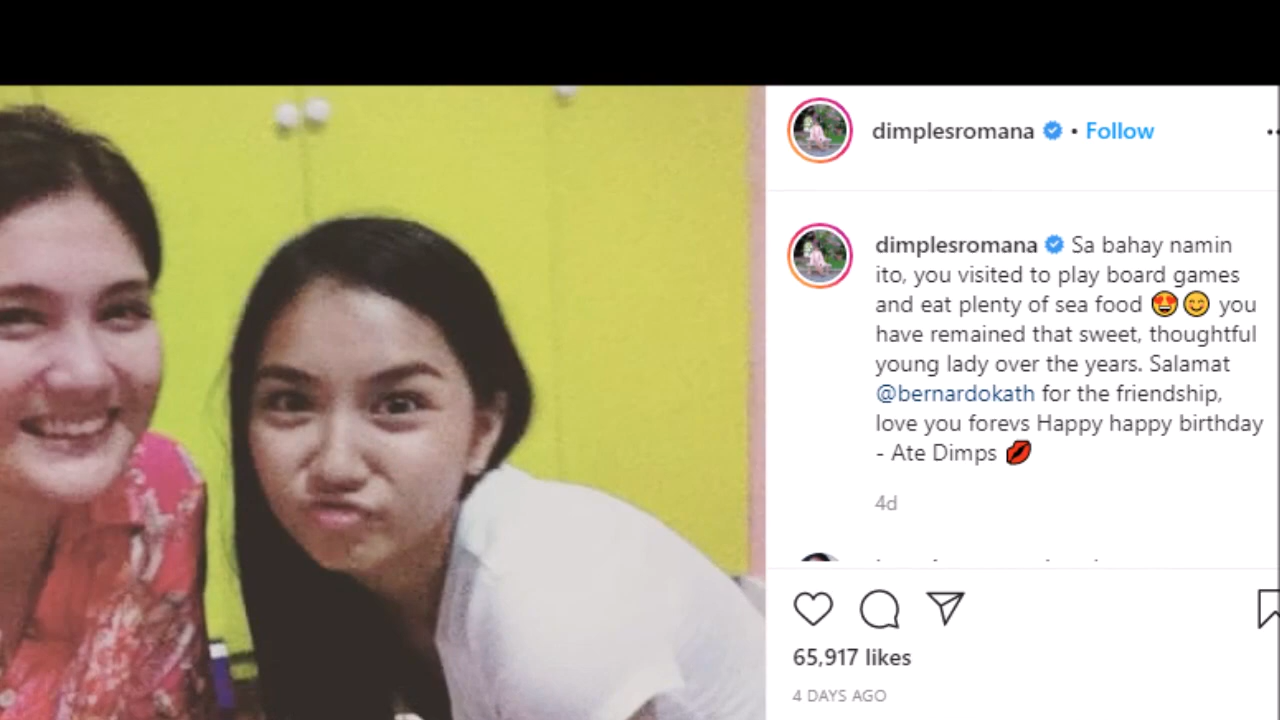 dimplesromana • Follow
dimplesromana Sa bahay namin
ito, you visited to play board games
and eat plenty of sea food 😍😊 you
have remained that sweet, thoughtful
young lady over the years. Salamat
@bernardokath for the friendship,
love you forevs Happy happy birthday
- Ate Dimps 💋
4d
65,917 likes
4 DAYS AGO